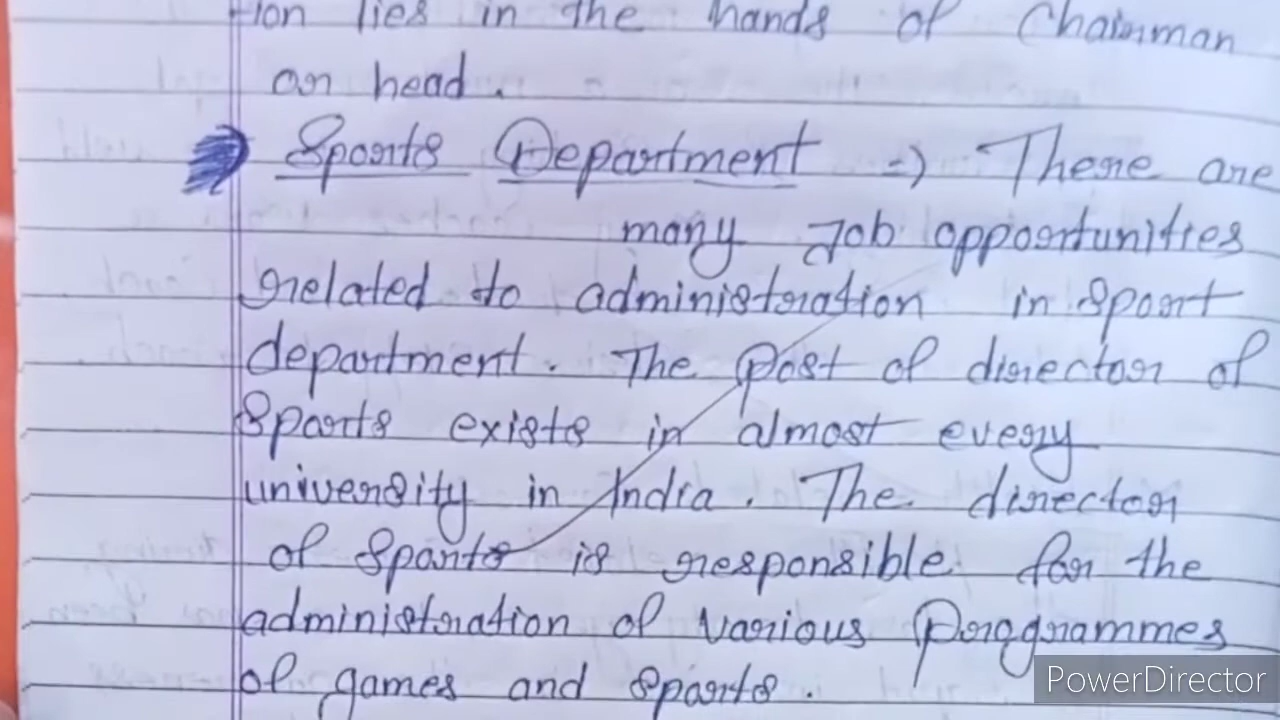 tion lies in the hands of Chairman
or head.
Sports Department => There are
many Job opportunities
related to administration in sport
department. The post of director of
sports exists in almost every
university in India. The director
of sports is responsible for the
administration of various programmes
of games and sports.
PowerDirector